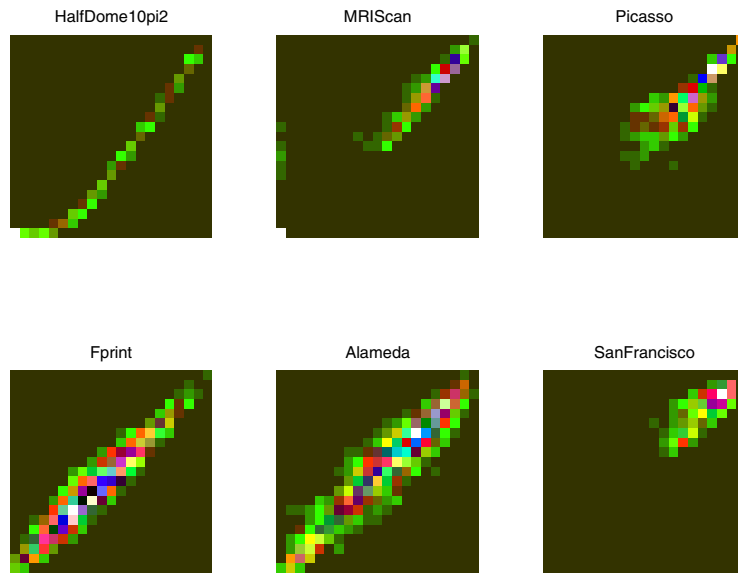 HalfDome10pi2
MRIScan
Picasso
Fprint
Alameda
SanFrancisco